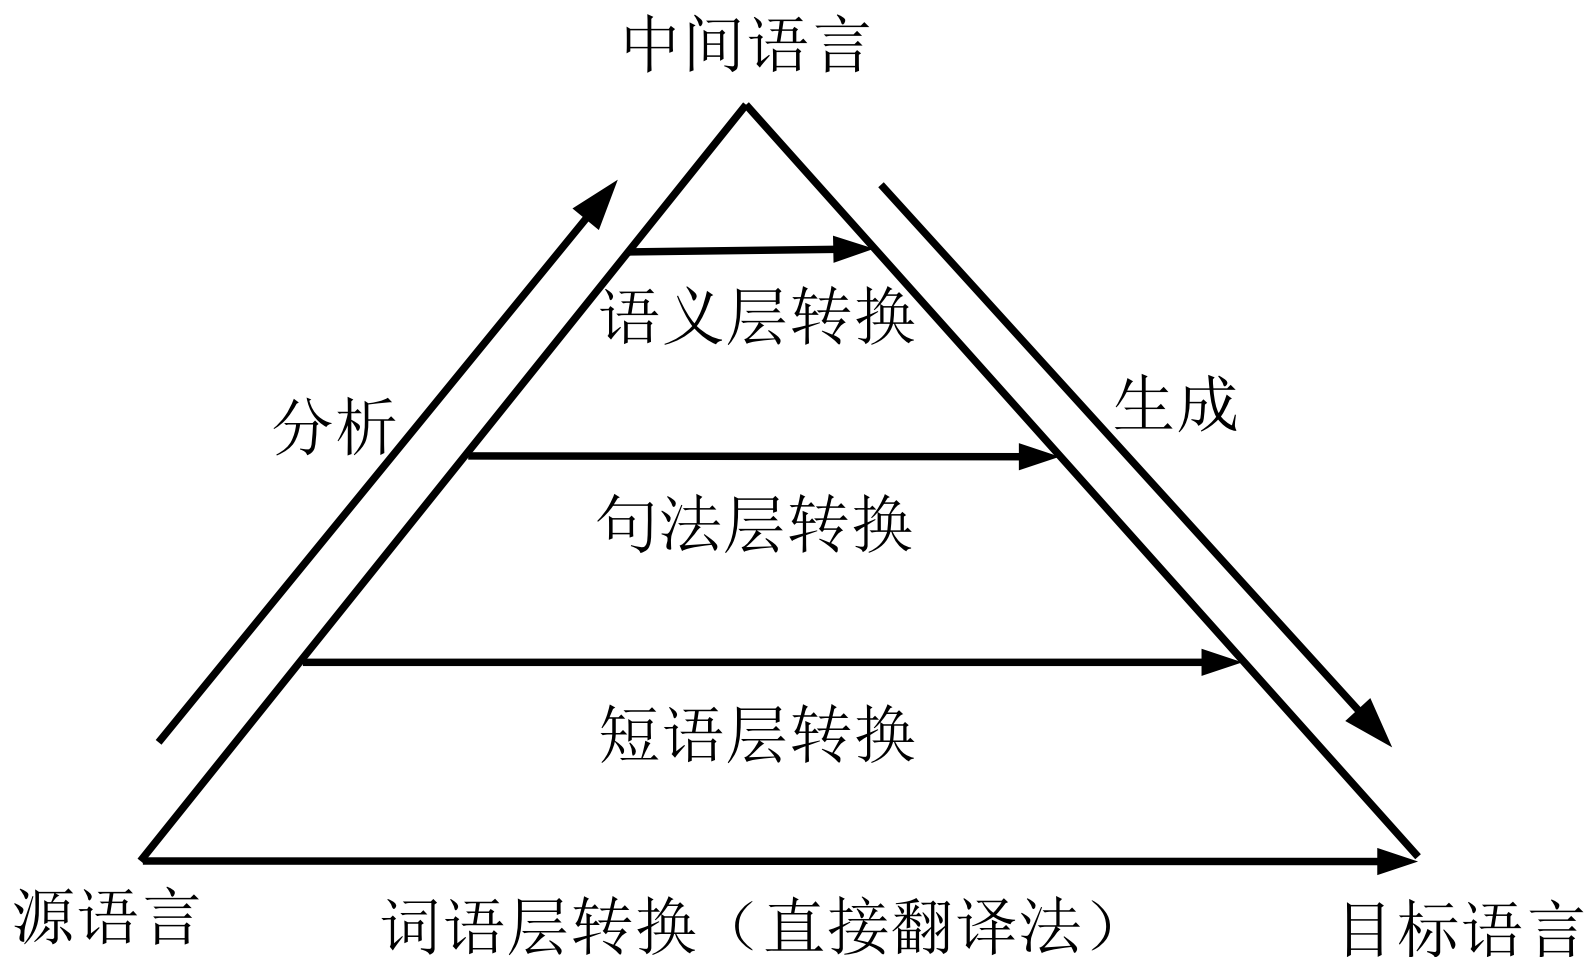 中间语言
语义层转换
分析
生成
句法层转换
短语层转换
源语言
词语层转换（直接翻译法）
目标语言